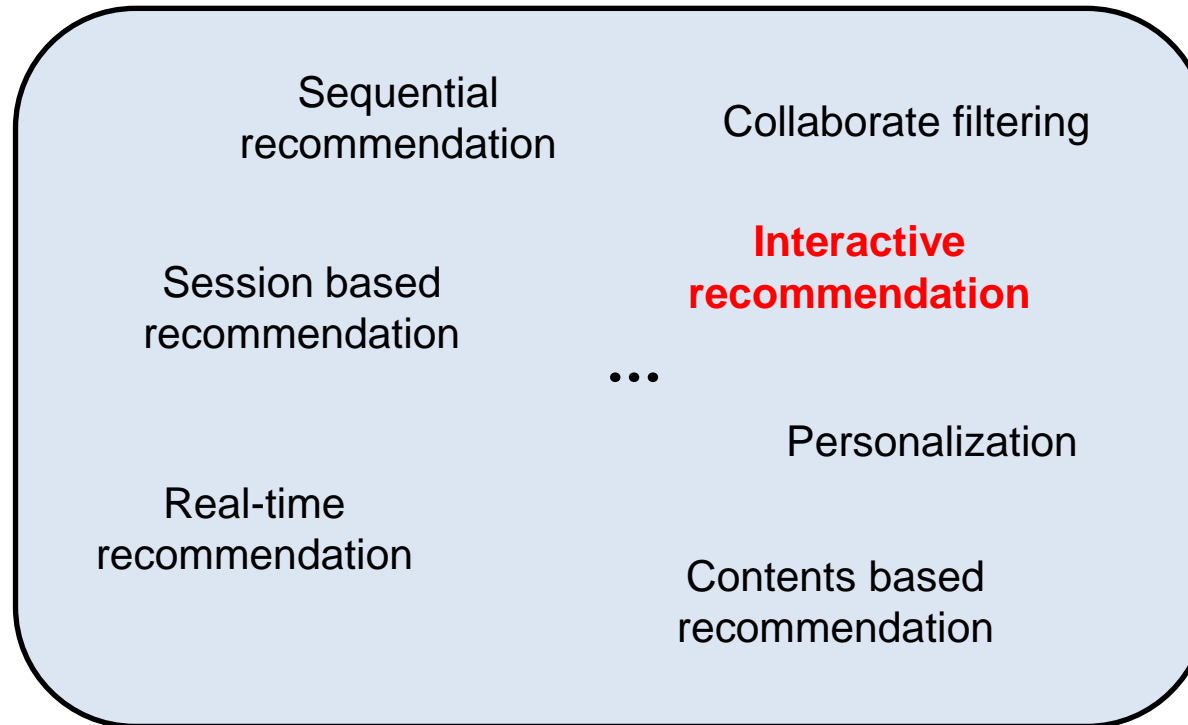 Sequential
recommendation
Collaborate filtering
Interactive
recommendation
Session based
recommendation
...
Personalization
Real-time
recommendation
Contents based
recommendation